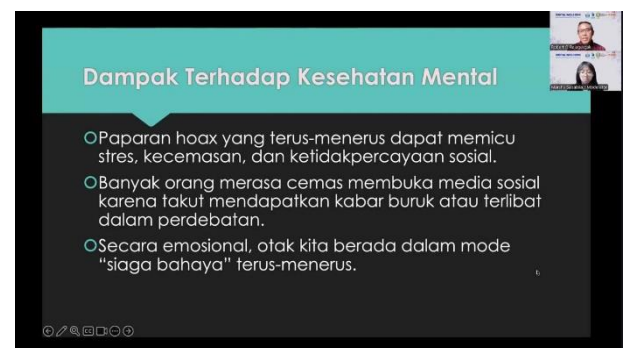 Dampak Terhadap Kesehatan Mental
Paparan hoax yang terus-menerus dapat memicu
stres, kecemasan, dan ketidakpercayaan sosial.
Banyak orang merasa cemas membuka media sosial
karena takut mendapatkan kabar buruk atau terlibat
dalam perdebatan.
Secara emosional, otak kita berada dalam mode
“siaga bahaya” terus-menerus.